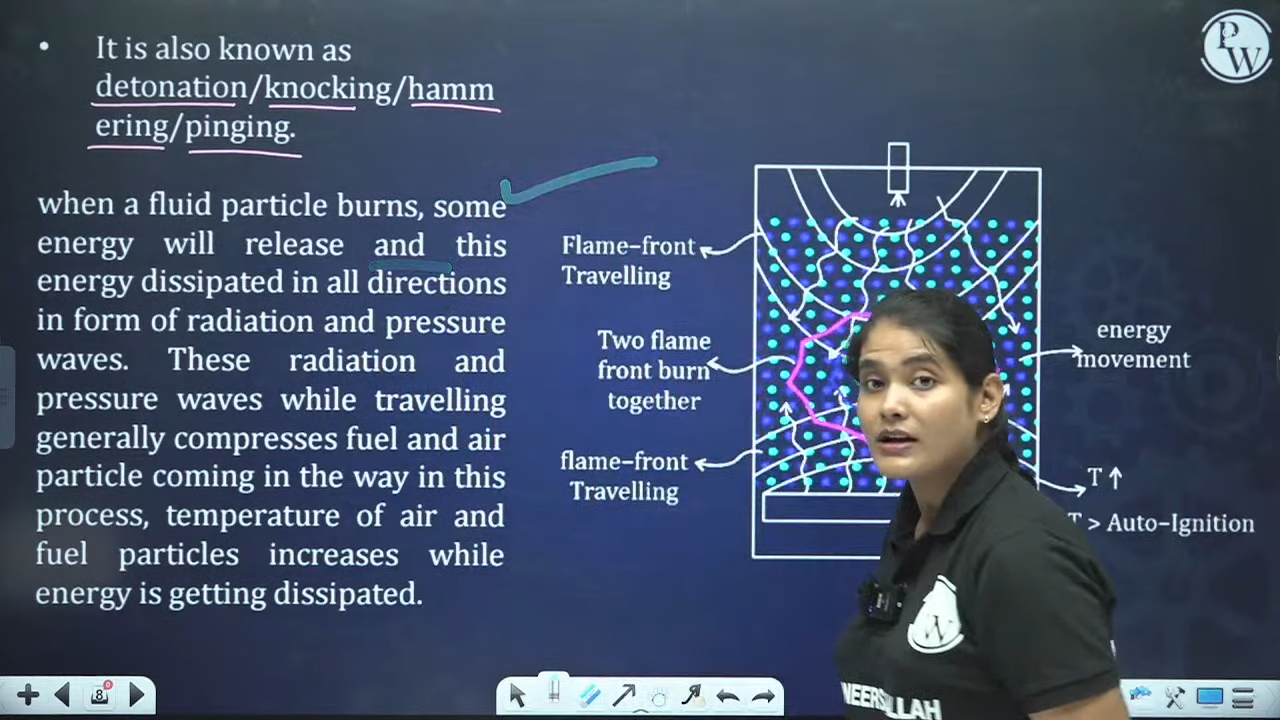 • It is also known as
detonation/knocking/hamm
ering/pinging.
when a fluid particle burns, some
energy will release and this
energy dissipated in all directions
in form of radiation and pressure
waves. These radiation and
pressure waves while travelling
generally compresses fuel and air
particle coming in the way in this
process, temperature of air and
fuel particles increases while
energy is getting dissipated.
PW
Flame-front
Travelling
Two flame
front burn
together
flame-front
Travelling
energy
movement
T ↑
T > Auto-Ignition
W
8
0